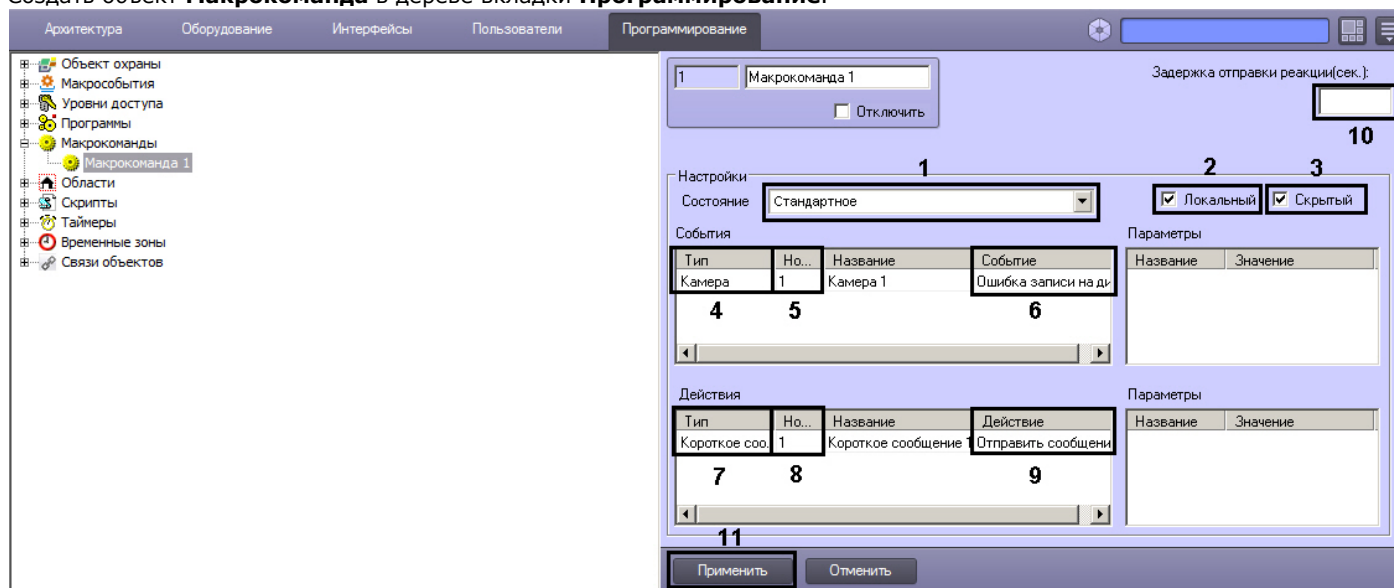 Создать объект Макрокоманда в дереве вкладки Программирование.
Архитектура Оборудование Интерфейсы Пользователи Программирование
Объект охраны
Макрособытия
Уровни доступа
Программы
Макрокоманды
Макрокоманда 1
Области
Скрипты
Таймеры
Временные зоны
Связи объектов
1 Макрокоманда 1
Отключить
Задержка отправки реакции(сек.):
10
Настройки
1 2 3
Состояние Стандартное Локальный Скрытый
События Параметры
Тип Но... Название Событие Название Значение
Камера 1 Камера 1 Ошибка записи на ди
4 5 6
Действия Параметры
Тип Но... Название Действие Название Значение
Короткое соо. 1 Короткое сообщение 1 Отправить сообщени
7 8 9
11
Применить Отменить